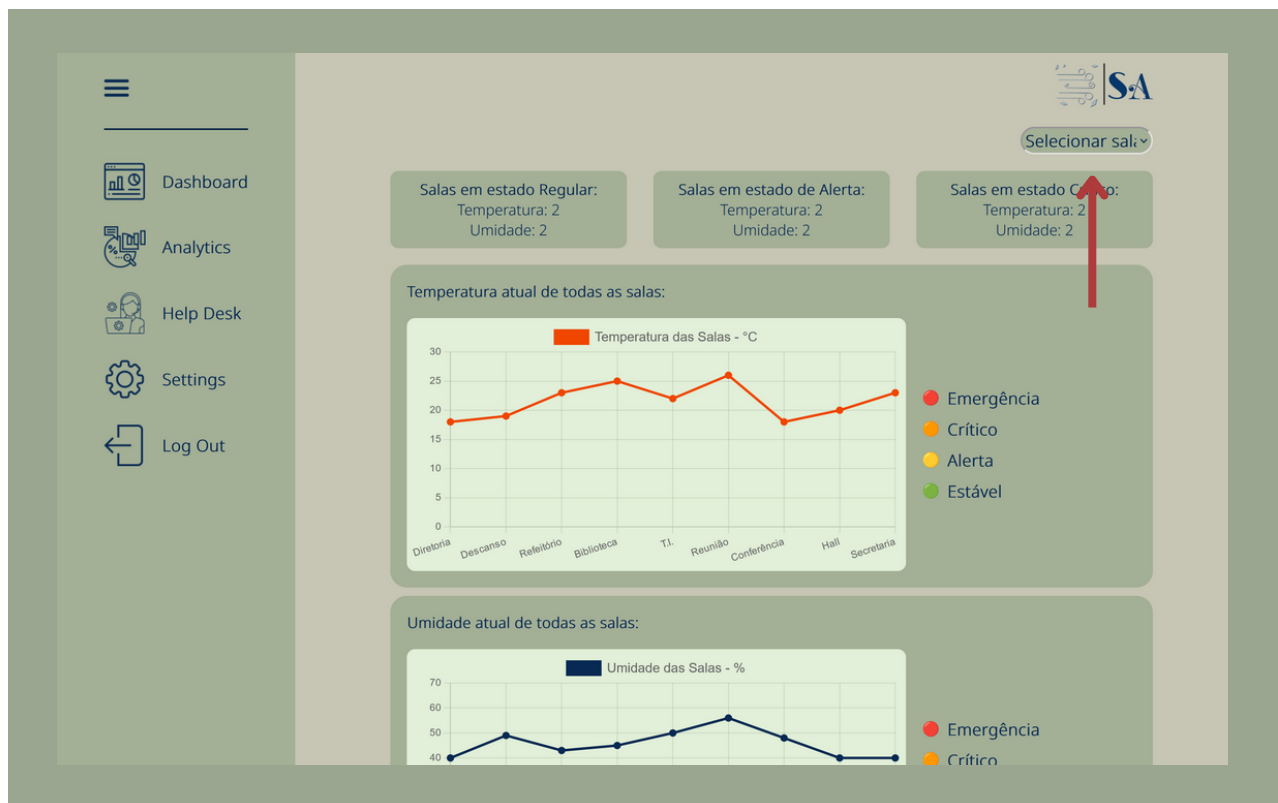 SA
Selecionar sal
Dashboard
Analytics
Help Desk
Settings
Log Out
Salas em estado Regular:
Temperatura: 2
Umidade: 2
Salas em estado de Alerta:
Temperatura: 2
Umidade: 2
Salas em estado
Temperatura: 2
Umidade: 2
Temperatura atual de todas as salas:
Temperatura das Salas - °C
30
25
20
15
10
5
0
Diretoria
Descanso
Refeitório
Biblioteca
T.I.
Reunião
Conferência
Hall
Secretaria
Emergência
Crítico
Alerta
Estável
Umidade atual de todas as salas:
Umidade das Salas - %
70
60
50
40
Emergência
Crítico